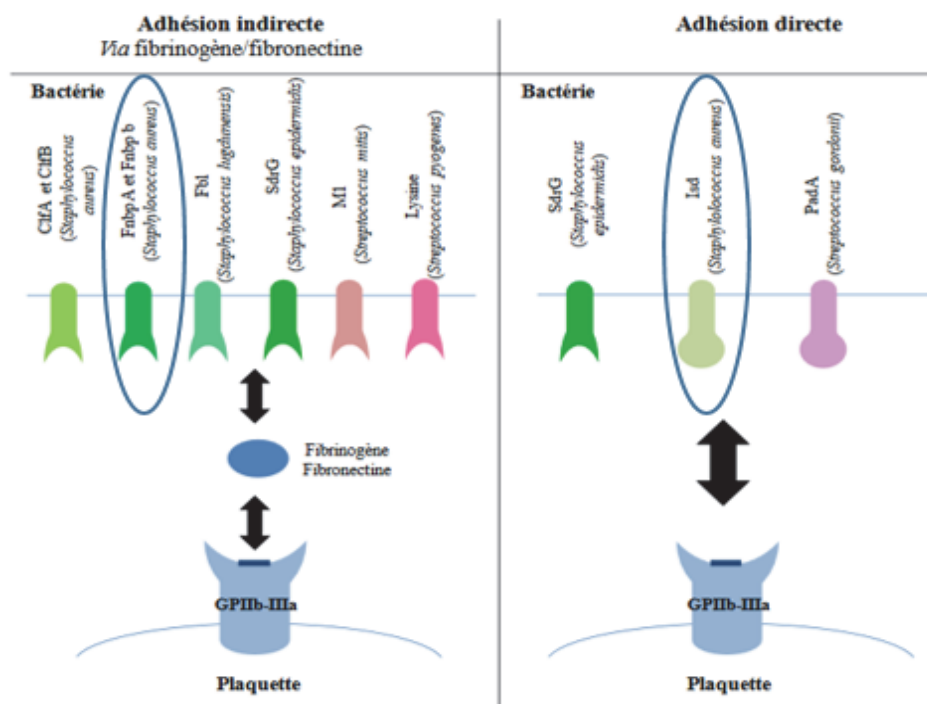 Adhésion indirecte
Via fibrinogène/fibronectine
Bactérie
ClfA et ClfB
(Staphylococcus
aureus)
FnbpA et Fnbp b
(Staphylococcus aureus)
Fbl
(Staphylococcus lugdunensis)
SdrG
(Staphylococcus epidermidis)
M1
(Streptococcus mitis)
Lysine
(Streptococcus pyogenes)
Fibrinogène
Fibronectine
GPIIb-IIIa
Plaquette
Adhésion directe
Bactérie
SdrG
(Staphylococcus
epidermidis)
Isd
(Staphylolococcus aureus)
PadA
(Streptococcus gordonii)
GPIIb-IIIa
Plaquette